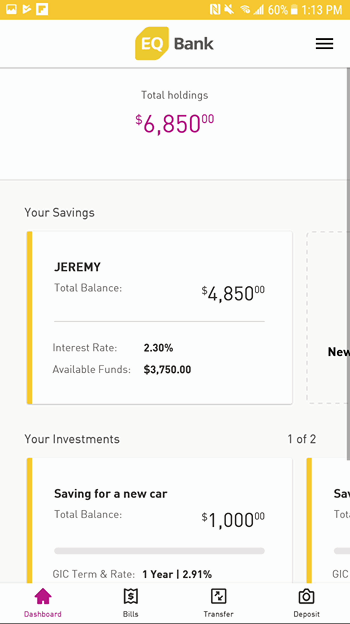 60% 1:13 PM
EQ Bank
Total holdings
$6,850.00
Your Savings
JEREMY
Total Balance: $4,850.00
New
Interest Rate: 2.30%
Available Funds: $3,750.00
Your Investments 1 of 2
Saving for a new car Sav
Total Balance: $1,000.00 Tot
GIC Term & Rate: 1 Year | 2.91% GIC
Dashboard Bills Transfer Deposit